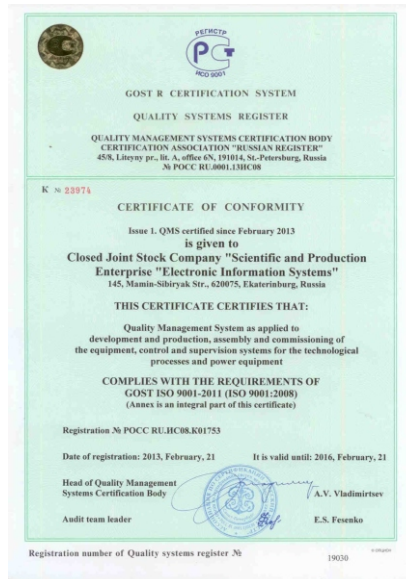 РЕГИСТР
РСТ
ИСО 9001
GOST R CERTIFICATION SYSTEM
QUALITY SYSTEMS REGISTER
QUALITY MANAGEMENT SYSTEMS CERTIFICATION BODY
CERTIFICATION ASSOCIATION "RUSSIAN REGISTER"
45/8, Liteyny pr., lit. A, office 6N, 191014, St.-Petersburg, Russia
№ РОСС RU.0001.13ИС08
К № 23974
CERTIFICATE OF CONFORMITY
Issue 1. QMS certified since February 2013
is given to
Closed Joint Stock Company "Scientific and Production
Enterprise "Electronic Information Systems"
145, Mamin-Sibiryak Str., 620075, Ekaterinburg, Russia
THIS CERTIFICATE CERTIFIES THAT:
Quality Management System as applied to
development and production, assembly and commissioning of
the equipment, control and supervision systems for the technological
processes and power equipment
COMPLIES WITH THE REQUIREMENTS OF
GOST ISO 9001-2011 (ISO 9001:2008)
(Annex is an integral part of this certificate)
Registration № РОСС RU.ИС08.К01753
Date of registration: 2013, February, 21 It is valid until: 2016, February, 21
Head of Quality Management
Systems Certification Body A.V. Vladimirtsev
Audit team leader E.S. Fesenko
Registration number of Quality systems register № 19030